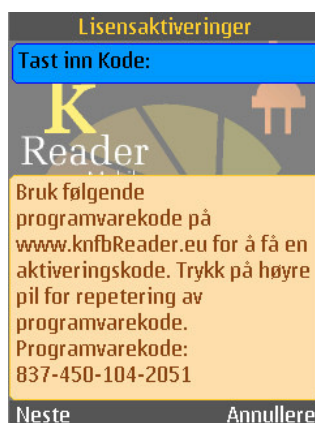 Lisensaktiveringer
Tast inn Kode:
K
Reader
Bruk følgende
programvarekode på
www.knfbReader.eu for å få en
aktiveringskode. Trykk på høyre
pil for repetering av
programvarekode.
Programvarekode:
837-450-104-2051
Neste Annullere